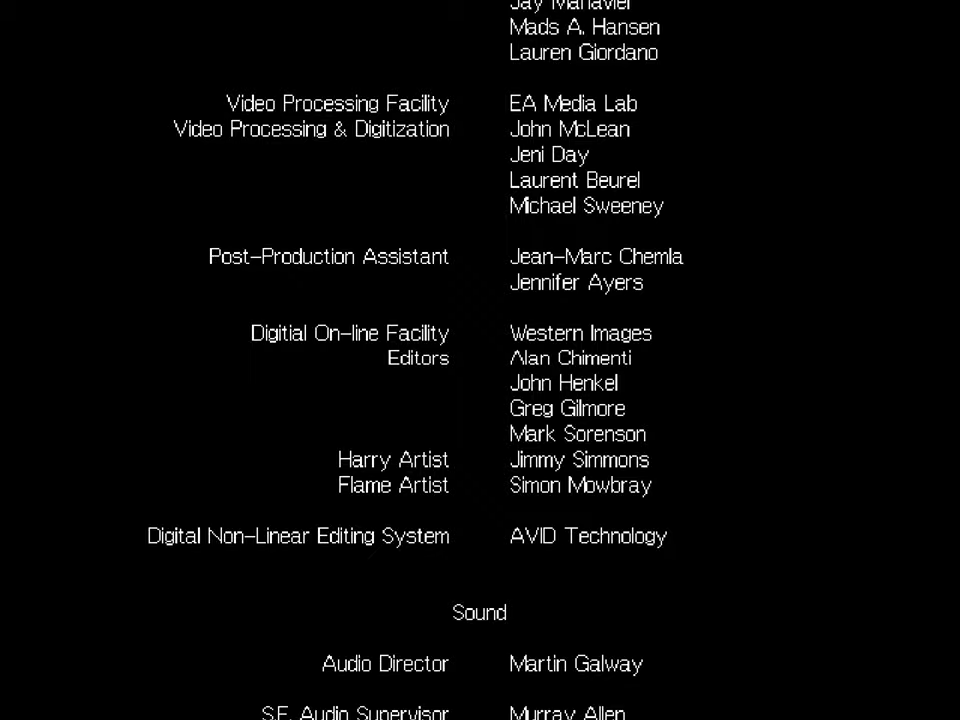 Mads A. Hansen
Lauren Giordano
Video Processing Facility EA Media Lab
Video Processing & Digitization John McLean
Jeni Day
Laurent Beurel
Michael Sweeney
Post-Production Assistant Jean-Marc Chemla
Jennifer Ayers
Digitial On-line Facility Western Images
Editors Alan Chimenti
John Henkel
Greg Gilmore
Mark Sorenson
Harry Artist Jimmy Simmons
Flame Artist Simon Mowbray
Digital Non-Linear Editing System AVID Technology
Sound
Audio Director Martin Galway
S.F. Audio Supervisor Murray Allen